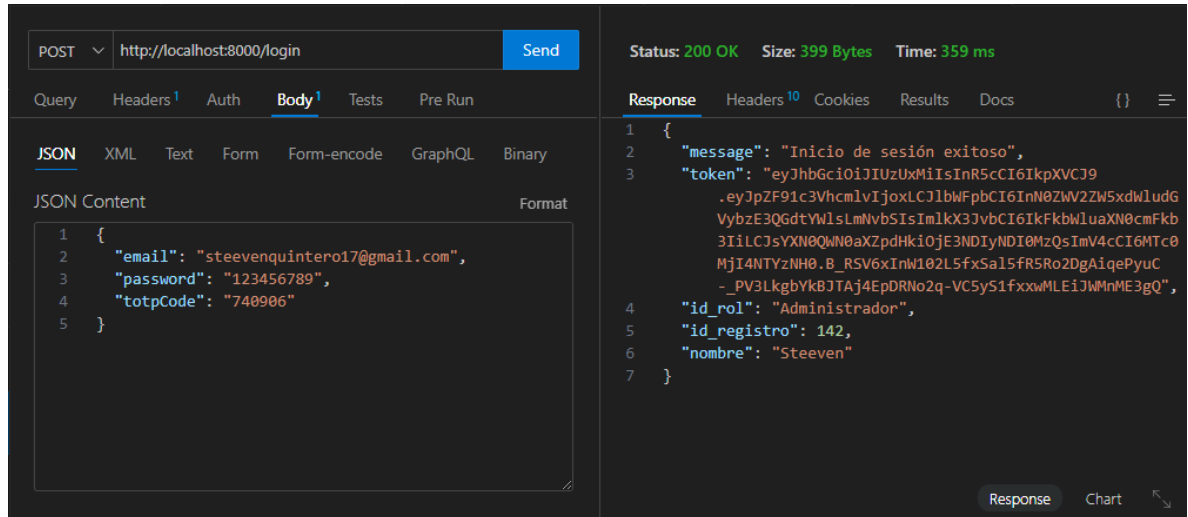 POST http://localhost:8000/login Send
Query Headers 1 Auth Body 1 Tests Pre Run
JSON XML Text Form Form-encode GraphQL Binary
JSON Content Format
1 {
2 "email": "steevenquintero17@gmail.com",
3 "password": "123456789",
4 "totpCode": "740906"
5 }
Status: 200 OK Size: 399 Bytes Time: 359 ms
Response Headers 10 Cookies Results Docs { }
1 {
2 "message": "Inicio de sesión exitoso",
3 "token": "eyJhbGciOiJIUzUxMiIsInR5cCI6IkpXVCJ9
.eyJpZF91c3VhcmlvIjoxLCJlbWFpbCI6InN0ZWV2ZW5xdWludG
VybzE3QGdtYWlsLmNvbSIsImlkX3JvbCI6IkFkbWluaXN0cmFkb
3IiLCJsYXN0QWN0aXZpdHkiOjE3NDIyNDI0MzQsImV4cCI6MTc0
MjI4NTYzNH0.B_RSV6xInW102L5fxSal5fR5Ro2DgAiqePyuC
-_PV3LkgbYkBJTAj4EpDRNo2q-VC5yS1fxxwMLEiJWMnME3gQ",
4 "id_rol": "Administrador",
5 "id_registro": 142,
6 "nombre": "Steeven"
7 }
Response Chart